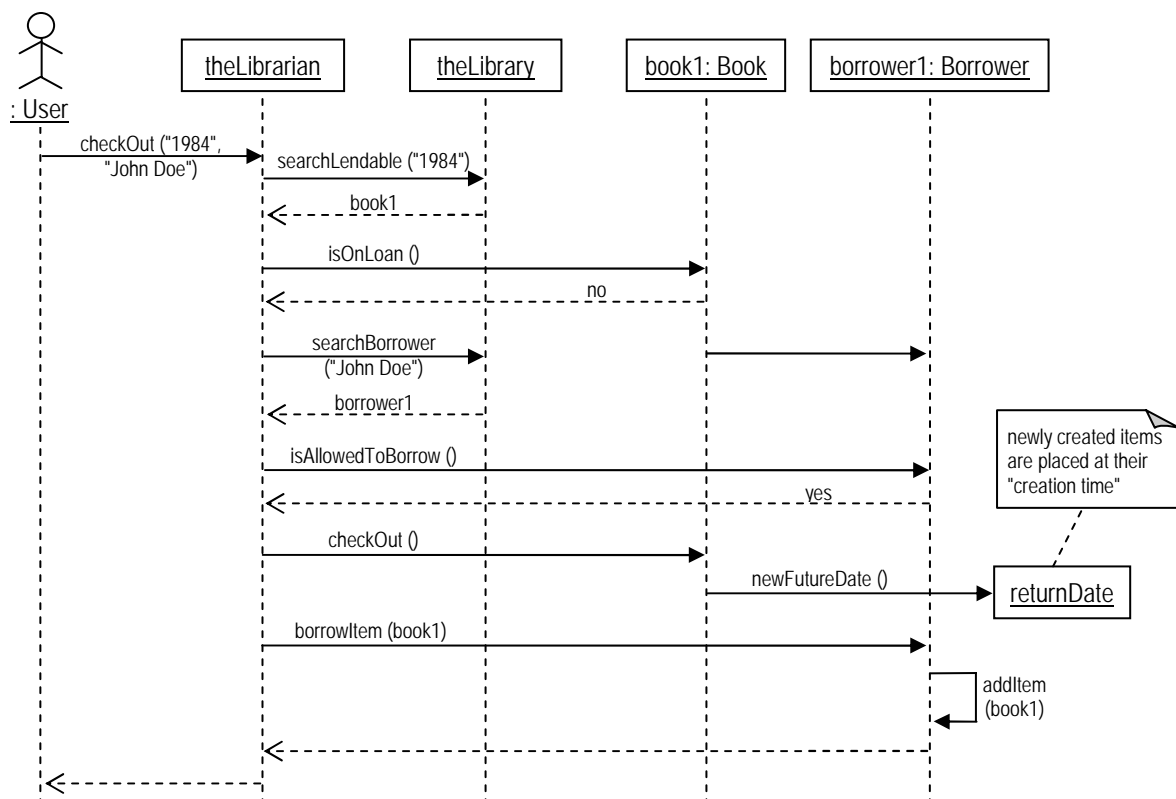 : User
theLibrarian
theLibrary
book1: Book
borrower1: Borrower
checkOut ("1984",
"John Doe")
searchLendable ("1984")
book1
isOnLoan ()
no
searchBorrower
("John Doe")
borrower1
isAllowedToBorrow ()
yes
newly created items
are placed at their
"creation time"
checkOut ()
newFutureDate ()
returnDate
borrowItem (book1)
addItem
(book1)